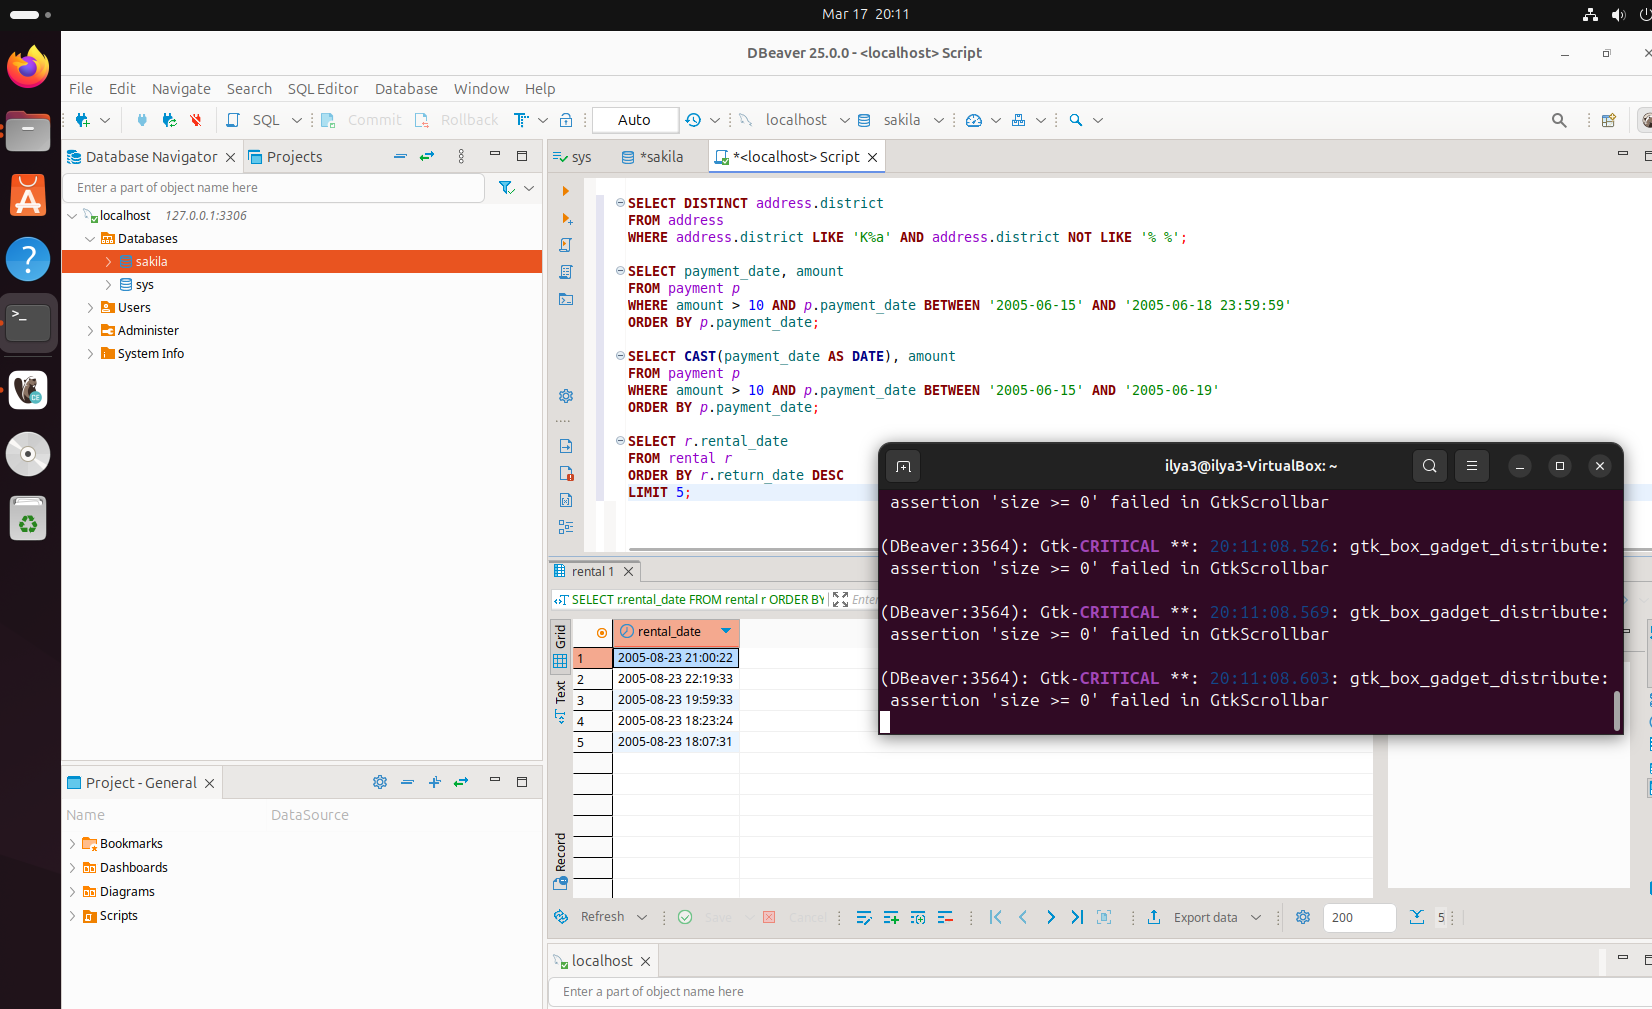 Mar 17 20:11
DBeaver 25.0.0 - <localhost> Script
File Edit Navigate Search SQL Editor Database Window Help
SQL Commit Rollback Auto localhost sakila
Database Navigator Projects
Enter a part of object name here
localhost 127.0.0.1:3306
Databases
sakila
sys
Users
Administer
System Info
sys *sakila *<localhost> Script
SELECT DISTINCT address.district
FROM address
WHERE address.district LIKE 'K%a' AND address.district NOT LIKE '% %';
SELECT payment_date, amount
FROM payment p
WHERE amount > 10 AND p.payment_date BETWEEN '2005-06-15' AND '2005-06-18 23:59:59'
ORDER BY p.payment_date;
SELECT CAST(payment_date AS DATE), amount
FROM payment p
WHERE amount > 10 AND p.payment_date BETWEEN '2005-06-15' AND '2005-06-19'
ORDER BY p.payment_date;
SELECT r.rental_date
FROM rental r
ORDER BY r.return_date DESC
LIMIT 5;
ilya3@ilya3-VirtualBox: ~
assertion 'size >= 0' failed in GtkScrollbar
(DBeaver:3564): Gtk-CRITICAL **: 20:11:08.526: gtk_box_gadget_distribute:
assertion 'size >= 0' failed in GtkScrollbar
(DBeaver:3564): Gtk-CRITICAL **: 20:11:08.569: gtk_box_gadget_distribute:
assertion 'size >= 0' failed in GtkScrollbar
(DBeaver:3564): Gtk-CRITICAL **: 20:11:08.603: gtk_box_gadget_distribute:
assertion 'size >= 0' failed in GtkScrollbar
rental 1
SELECT r.rental_date FROM rental r ORDER BY Enter
Grid
Text
Record
rental_date
1 2005-08-23 21:00:22
2 2005-08-23 22:19:33
3 2005-08-23 19:59:33
4 2005-08-23 18:23:24
5 2005-08-23 18:07:31
Refresh Save Cancel Export data 200 5
Project - General
Name DataSource
Bookmarks
Dashboards
Diagrams
Scripts
localhost
Enter a part of object name here